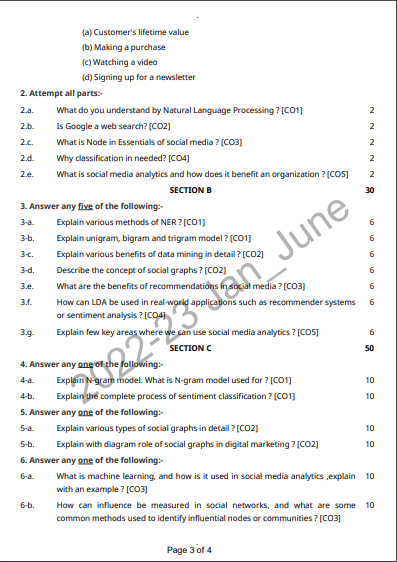 (a) Customer's lifetime value
(b) Making a purchase
(c) Watching a video
(d) Signing up for a newsletter
2. Attempt all parts:-
2.a. What do you understand by Natural Language Processing ? [CO1] 2
2.b. Is Google a web search? [CO2] 2
2.c. What is Node in Essentials of social media ? [CO3] 2
2.d. Why classification in needed? [CO4] 2
2.e. What is social media analytics and how does it benefit an organization ? [CO5] 2
SECTION B 30
3. Answer any five of the following:-
3-a. Explain various methods of NER ? [CO1] 6
3-b. Explain unigram, bigram and trigram model ? [CO1] 6
3-c. Explain various benefits of data mining in detail ? [CO2] 6
3-d. Describe the concept of social graphs ? [CO2] 6
3.e. What are the benefits of recommendations in social media ? [CO3] 6
3.f. How can LDA be used in real-world applications such as recommender systems 6
or sentiment analysis ? [CO4]
3.g. Explain few key areas where we can use social media analytics ? [CO5] 6
SECTION C 50
4. Answer any one of the following:-
4-a. Explain N-gram model. What is N-gram model used for ? [CO1] 10
4-b. Explain the complete process of sentiment classification ? [CO1] 10
5. Answer any one of the following:-
5-a. Explain various types of social graphs in detail ? [CO2] 10
5-b. Explain with diagram role of social graphs in digital marketing ? [CO2] 10
6. Answer any one of the following:-
6-a. What is machine learning, and how is it used in social media analytics ,explain 10
with an example ? [CO3]
6-b. How can influence be measured in social networks, and what are some 10
common methods used to identify influential nodes or communities ? [CO3]
Page 3 of 4
2022-23 Jan_June